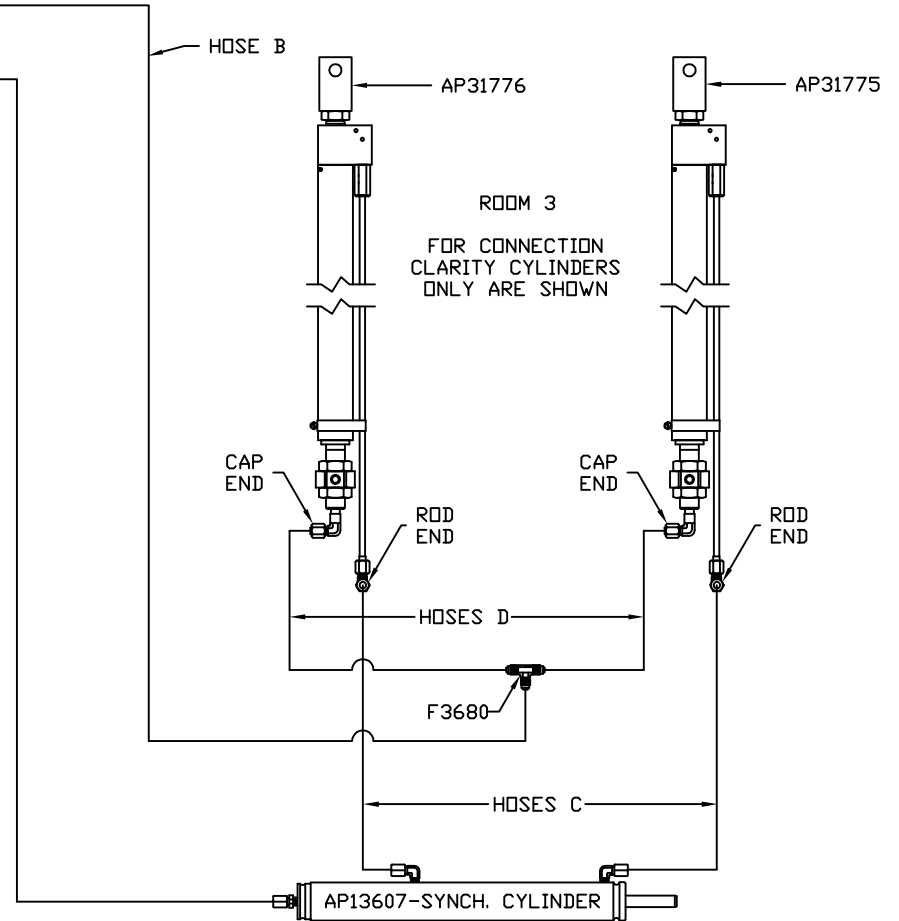 HOSE B
AP31776
AP31775
ROOM 3
FOR CONNECTION
CLARITY CYLINDERS
ONLY ARE SHOWN
CAP
END
CAP
END
ROD
END
ROD
END
HOSES D
F3680
HOSES C
AP13607-SYNCH. CYLINDER